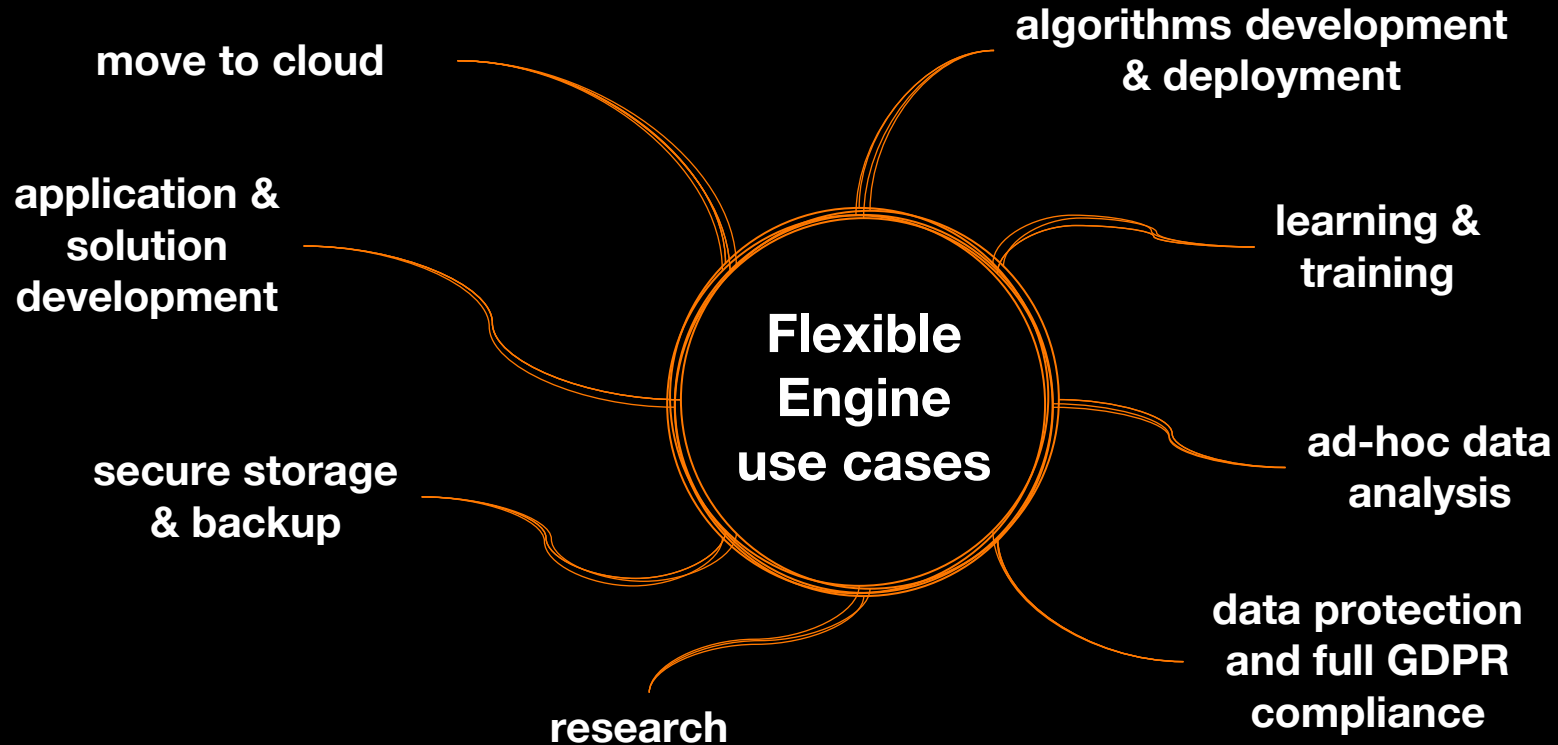 move to cloud
algorithms development
& deployment
application &
solution
development
learning &
training
Flexible
Engine
use cases
secure storage
& backup
ad-hoc data
analysis
data protection
and full GDPR
compliance
research